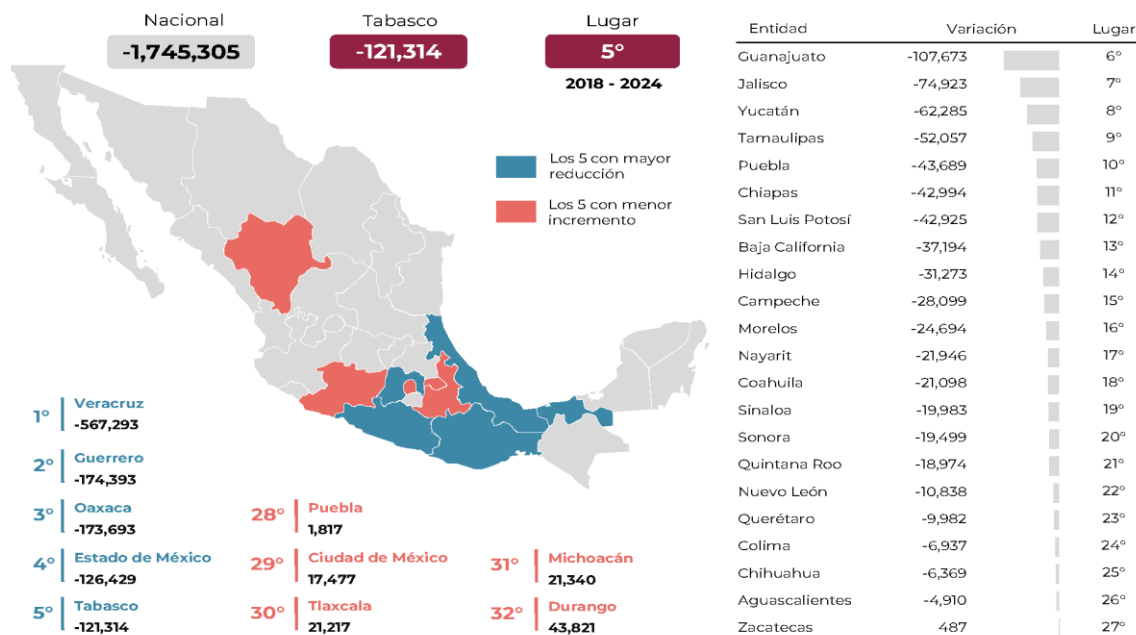 Nacional
-1,745,305
Tabasco
-121,314
Lugar
5°
2018 - 2024
Los 5 con mayor
reducción
Los 5 con menor
incremento
1°
Veracruz
-567,293
2°
Guerrero
-174,393
3°
Oaxaca
-173,693
4°
Estado de México
-126,429
5°
Tabasco
-121,314
28°
Puebla
1,817
29°
Ciudad de México
17,477
30°
Tlaxcala
21,217
31°
Michoacán
21,340
32°
Durango
43,821
Entidad Variación Lugar
Guanajuato -107,673 6°
Jalisco -74,923 7°
Yucatán -62,285 8°
Tamaulipas -52,057 9°
Puebla -43,689 10°
Chiapas -42,994 11°
San Luis Potosí -42,925 12°
Baja California -37,194 13°
Hidalgo -31,273 14°
Campeche -28,099 15°
Morelos -24,694 16°
Nayarit -21,946 17°
Coahuila -21,098 18°
Sinaloa -19,983 19°
Sonora -19,499 20°
Quintana Roo -18,974 21°
Nuevo León -10,838 22°
Querétaro -9,982 23°
Colima -6,937 24°
Chihuahua -6,369 25°
Aguascalientes -4,910 26°
Zacatecas 487 27°